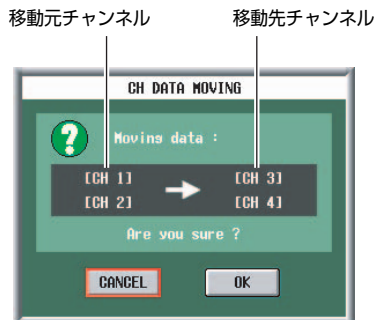 移動元チャンネル 移動先チャンネル
CH DATA MOVING
Moving data :
[CH 1] [CH 3]
[CH 2] [CH 4]
Are you sure ?
CANCEL OK